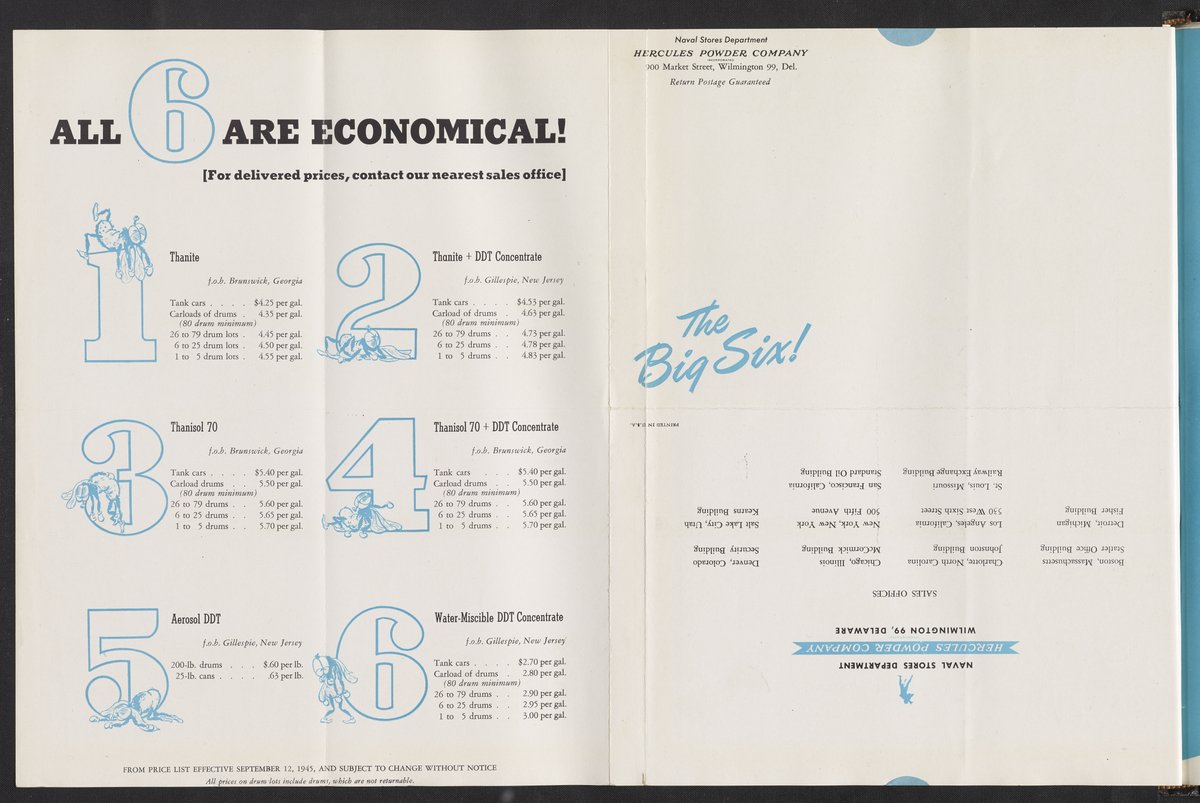 ALL 6 ARE ECONOMICAL!
[For delivered prices, contact our nearest sales office]
1
Thanite
f.o.b. Brunswick, Georgia
Tank cars . . . . $4.25 per gal.
Carloads of drums . 4.35 per gal.
(80 drum minimum)
26 to 79 drum lots . 4.45 per gal.
6 to 25 drum lots . 4.50 per gal.
1 to 5 drum lots . 4.55 per gal.
2
Thanite + DDT Concentrate
f.o.b. Gillespie, New Jersey
Tank cars . . . . $4.53 per gal.
Carload of drums . 4.63 per gal.
(80 drum minimum)
26 to 79 drums . . 4.73 per gal.
6 to 25 drums . . 4.78 per gal.
1 to 5 drums . . 4.83 per gal.
3
Thanisol 70
f.o.b. Brunswick, Georgia
Tank cars . . . . $5.40 per gal.
Carload drums . . 5.50 per gal.
(80 drum minimum)
26 to 79 drums . . 5.60 per gal.
6 to 25 drums . . 5.65 per gal.
1 to 5 drums . . 5.70 per gal.
4
Thanisol 70 + DDT Concentrate
f.o.b. Brunswick, Georgia
Tank cars . . . $5.40 per gal.
Carload drums . . 5.50 per gal.
(80 drum minimum)
26 to 79 drums . . 5.60 per gal.
6 to 25 drums . . 5.65 per gal.
1 to 5 drums . . 5.70 per gal.
5
Aerosol DDT
f.o.b. Gillespie, New Jersey
200-lb. drums . . . . $.60 per lb.
25-lb. cans . . . . . .63 per lb.
6
Water-Miscible DDT Concentrate
f.o.b. Gillespie, New Jersey
Tank cars . . . . $2.70 per gal.
Carload of drums . 2.80 per gal.
(80 drum minimum)
26 to 79 drums . . 2.90 per gal.
6 to 25 drums . . 2.95 per gal.
1 to 5 drums . . 3.00 per gal.
FROM PRICE LIST EFFECTIVE SEPTEMBER 12, 1945, AND SUBJECT TO CHANGE WITHOUT NOTICE
All prices on drum lots include drums, which are not returnable.
Naval Stores Department
HERCULES POWDER COMPANY
INCORPORATED
900 Market Street, Wilmington 99, Del.
Return Postage Guaranteed
The
Big Six!
NAVAL STORES DEPARTMENT
HERCULES POWDER COMPANY
WILMINGTON 99, DELAWARE
SALES OFFICES
Boston, Massachusetts
Statler Office Building
Charlotte, North Carolina
Johnston Building
Chicago, Illinois
McCormick Building
Denver, Colorado
Security Building
Detroit, Michigan
Fisher Building
Los Angeles, California
530 West Sixth Street
New York, New York
500 Fifth Avenue
Salt Lake City, Utah
Kearns Building
St. Louis, Missouri
Railway Exchange Building
San Francisco, California
Standard Oil Building
PRINTED IN U.S.A.